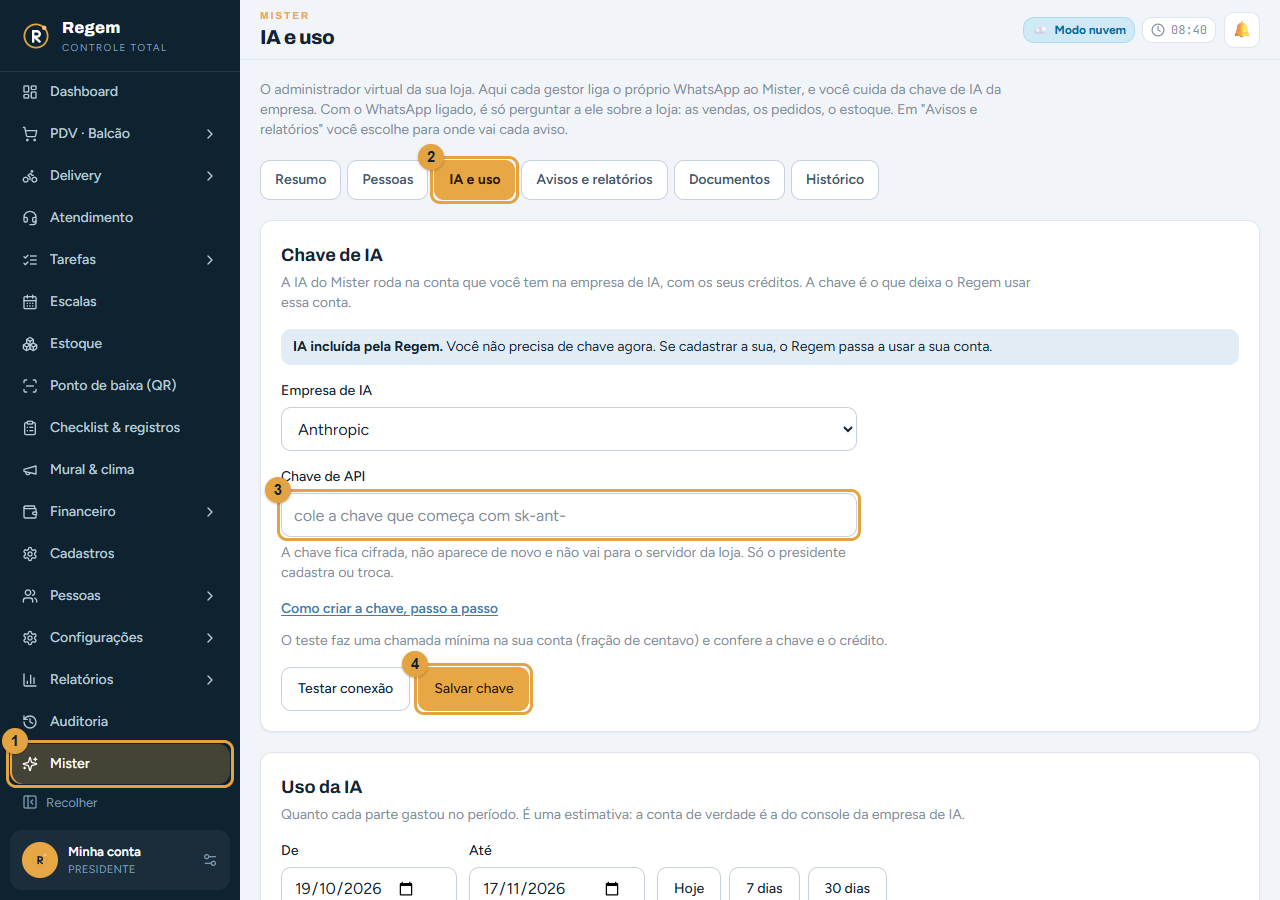 Regem
CONTROLE TOTAL
Dashboard
PDV · Balcão
Delivery
Atendimento
Tarefas
Escalas
Estoque
Ponto de baixa (QR)
Checklist & registros
Mural & clima
Financeiro
Cadastros
Pessoas
Configurações
Relatórios
Auditoria
1
Mister
Recolher
R
Minha conta
PRESIDENTE
MISTER
IA e uso
Modo nuvem
08:40
O administrador virtual da sua loja. Aqui cada gestor liga o próprio WhatsApp ao Mister, e você cuida da chave de IA da
empresa. Com o WhatsApp ligado, é só perguntar a ele sobre a loja: as vendas, os pedidos, o estoque. Em "Avisos e
relatórios" você escolhe para onde vai cada aviso.
2
Resumo Pessoas IA e uso Avisos e relatórios Documentos Histórico
Chave de IA
A IA do Mister roda na conta que você tem na empresa de IA, com os seus créditos. A chave é o que deixa o Regem usar
essa conta.
IA incluída pela Regem. Você não precisa de chave agora. Se cadastrar a sua, o Regem passa a usar a sua conta.
Empresa de IA
Anthropic
Chave de API
3
cole a chave que começa com sk-ant-
A chave fica cifrada, não aparece de novo e não vai para o servidor da loja. Só o presidente
cadastra ou troca.
Como criar a chave, passo a passo
O teste faz uma chamada mínima na sua conta (fração de centavo) e confere a chave e o crédito.
4
Testar conexão Salvar chave
Uso da IA
Quanto cada parte gastou no período. É uma estimativa: a conta de verdade é a do console da empresa de IA.
De Até
19/10/2026 17/11/2026 Hoje 7 dias 30 dias